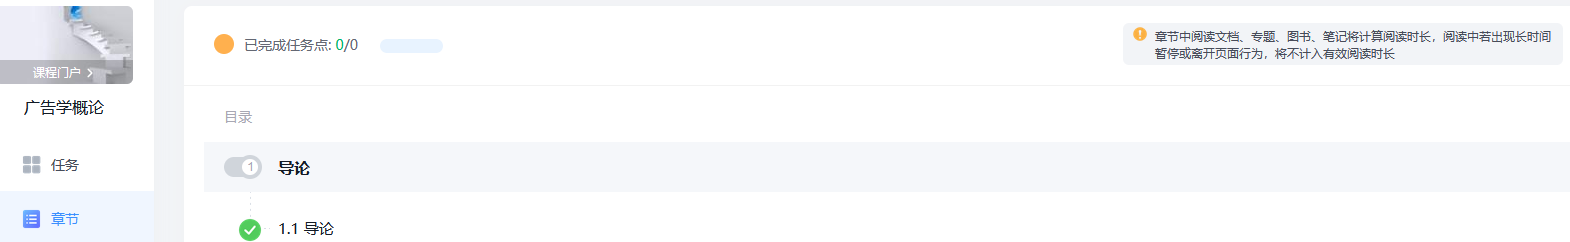 课程门户
广告学概论
任务
章节
已完成任务点: 0/0
章节中阅读文档、专题、图书、笔记将计算阅读时长，阅读中若出现长时间
暂停或离开页面行为，将不计入有效阅读时长
目录
1 导论
1.1 导论